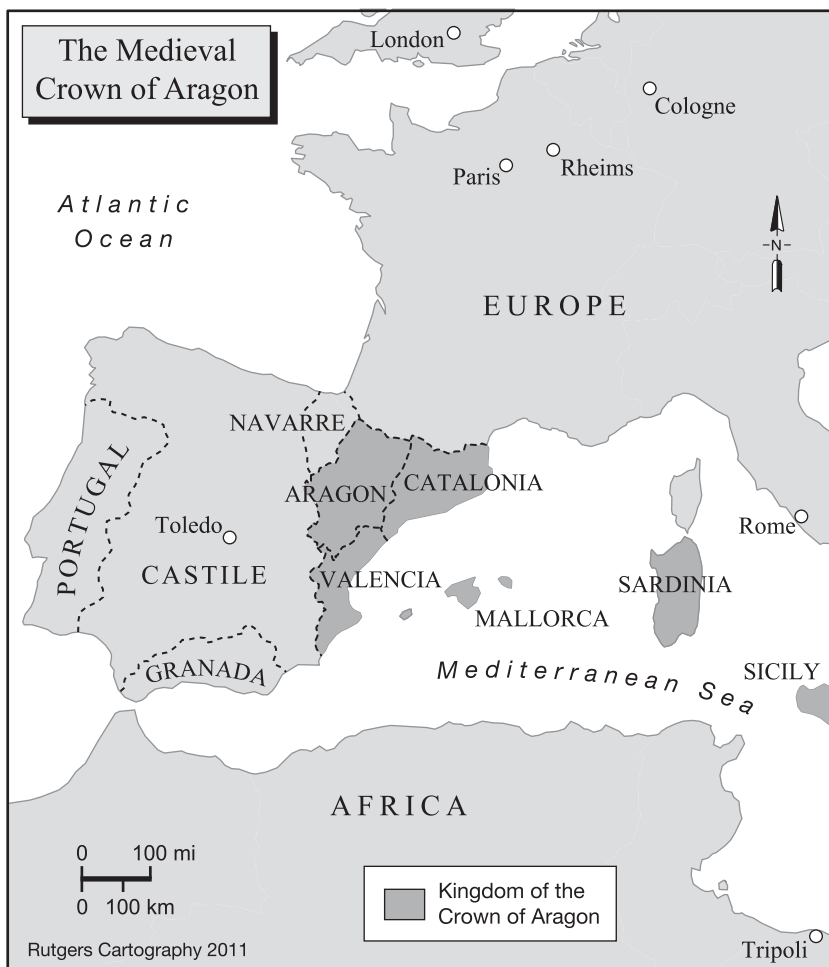 The Medieval
Crown of Aragon
London
Cologne
Paris
Rheims
Atlantic
Ocean
N
EUROPE
NAVARRE
PORTUGAL
ARAGON
CATALONIA
Toledo
Rome
CASTILE
VALENCIA
SARDINIA
MALLORCA
GRANADA
Mediterranean Sea
SICILY
AFRICA
0 100 mi
0 100 km
Kingdom of the
Crown of Aragon
Rutgers Cartography 2011
Tripoli